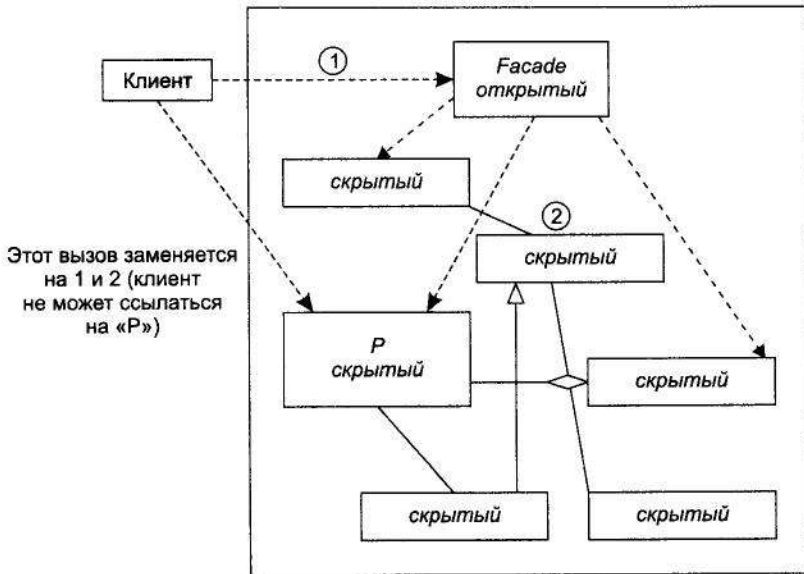 1
Клиент
Facade
открытый
скрытый
2
скрытый
Этот вызов заменяется
на 1 и 2 (клиент
не может ссылаться
на «P»)
P
скрытый
скрытый
скрытый
скрытый